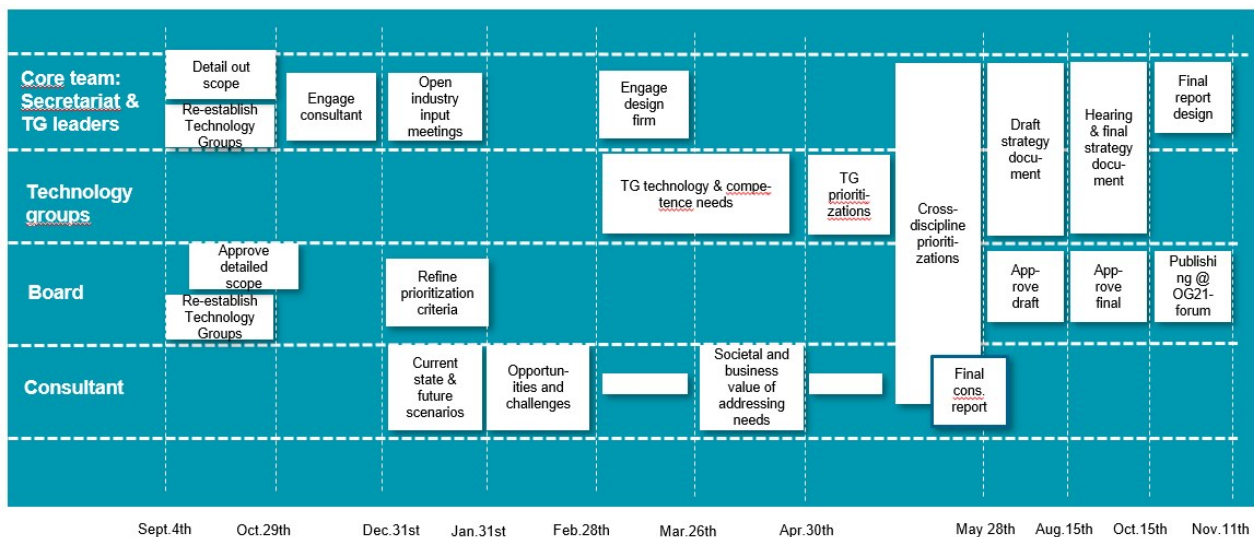 Core team:
Secretariat &
TG leaders
Detail out
scope
Re-establish
Technology
Groups
Engage
consultant
Open
industry
input
meetings
Engage
design
firm
Cross-
discipline
prioriti-
zations
Draft
strategy
docu-
ment
Hearing
& final
strategy
docu-
ment
Final
report
design
Technology
groups
TG technology & compe-
tence needs
TG
prioriti-
zations
Board
Approve
detailed
scope
Re-establish
Technology
Groups
Refine
prioritization
criteria
App-
rove
draft
App-
rove
final
Publishi
ng @
OG21-
forum
Consultant
Current
state &
future
scenarios
Opportun-
ities and
challenges
Societal and
business
value of
addressing
needs
Final
cons.
report
Sept.4th
Oct.29th
Dec.31st
Jan.31st
Feb.28th
Mar.26th
Apr.30th
May 28th
Aug.15th
Oct.15th
Nov.11th